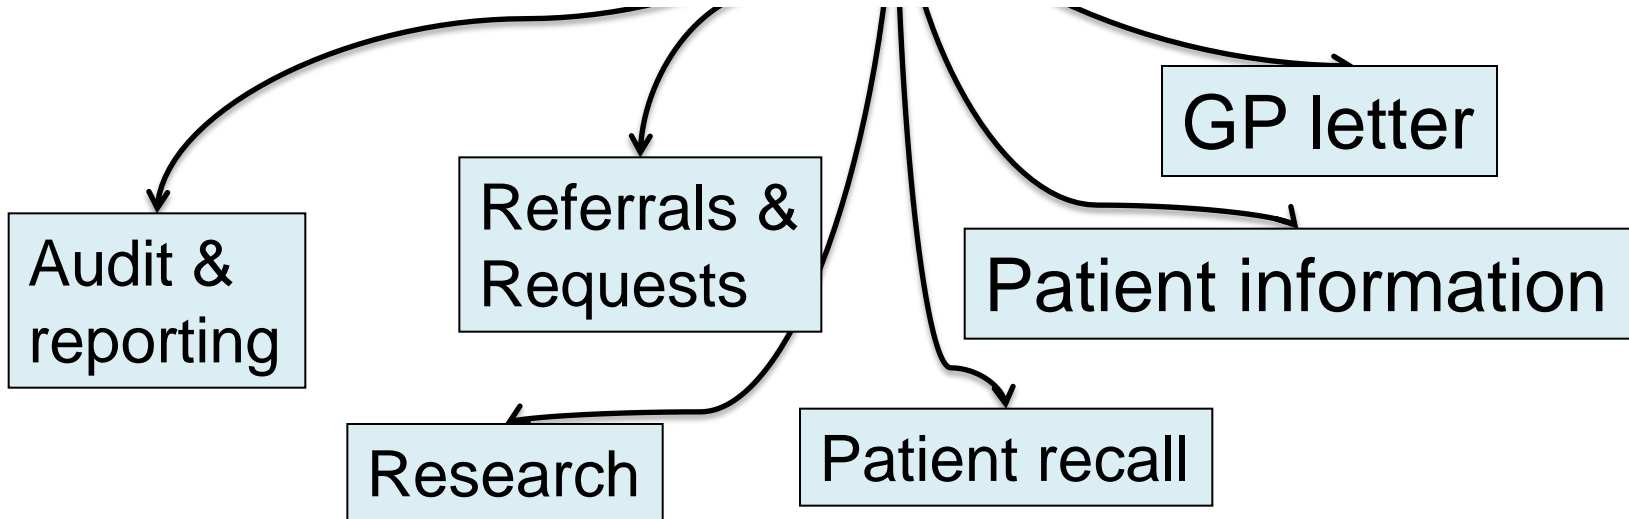 GP letter
Referrals &
Requests
Audit &
reporting
Patient information
Research
Patient recall